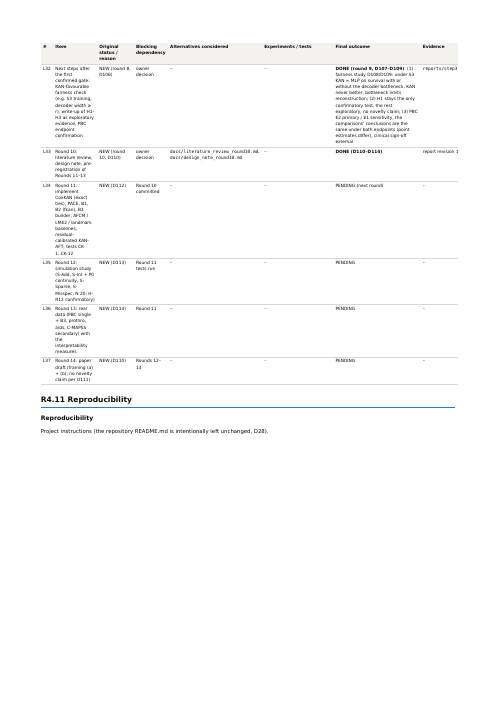 # Item Original status / reason Blocking dependency Alternatives considered Experiments / tests Final outcome Evidence
L32 Next steps after the first confirmed gate: KAN-favourable fairness check (e.g. S3 training, decoder width ≥ r), write-up of H1–H3 as exploratory evidence, PBC endpoint confirmation NEW (round 8, D106) owner decision – – DONE (round 9, D107–D109): (1) fairness study D108/D109: under S3 KAN ≈ MLP on survival with or without the decoder bottleneck, KAN never better, bottleneck limits reconstruction; (2) H1 stays the only confirmatory test, the rest exploratory, no novelty claim; (3) PBC E2 primary / E1 sensitivity, the comparisons' conclusions are the same under both endpoints (point estimates differ), clinical sign-off external reports/step3
L33 Round 10: literature review, design note, pre-registration of Rounds 11–13 NEW (round 10, D110) owner decision docs/literature_review_round10.md, docs/design_note_round10.md – DONE (D110–D114) report revision 1
L34 Round 11: implement CoxKAN (exact ties), PACE, B1, B2 (fKan), B3 builder, AFCM / LME2 / landmark- baselines, residual- calibrated KAN- AFT; tests CK- 1..CK-12 NEW (D112) Round 10 committed – – PENDING (next round) –
L35 Round 12: simulation study (S-Add, S-Int + P0 continuity, S- Sparse, S- Misspec; N 20; H- R12 confirmatory) NEW (D113) Round 11 tests run – – PENDING –
L36 Round 13: real data (PBC single + B3, prothro, aids, C-MAPSS secondary) with the interpretability measures NEW (D114) Round 11 – – PENDING –
L37 Round 14: paper draft (framing (a) + (b); no novelty claim per D111) NEW (D110) Rounds 12–13 – – PENDING –
R4.11 Reproducibility
Reproducibility
Project instructions (the repository README.md is intentionally left unchanged, D28).